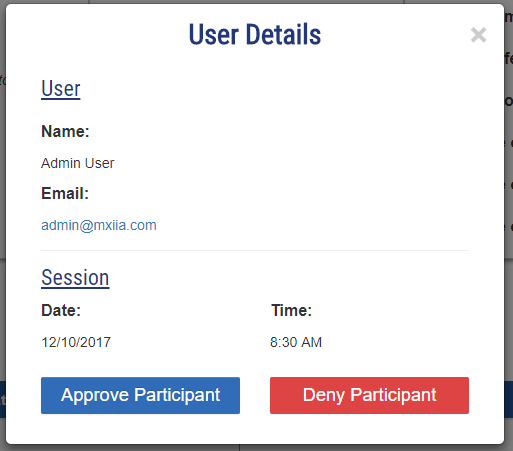 User Details
×
User
Name:
Admin User
Email:
admin@mxiia.com
Session
Date: Time:
12/10/2017 8:30 AM
Approve Participant Deny Participant